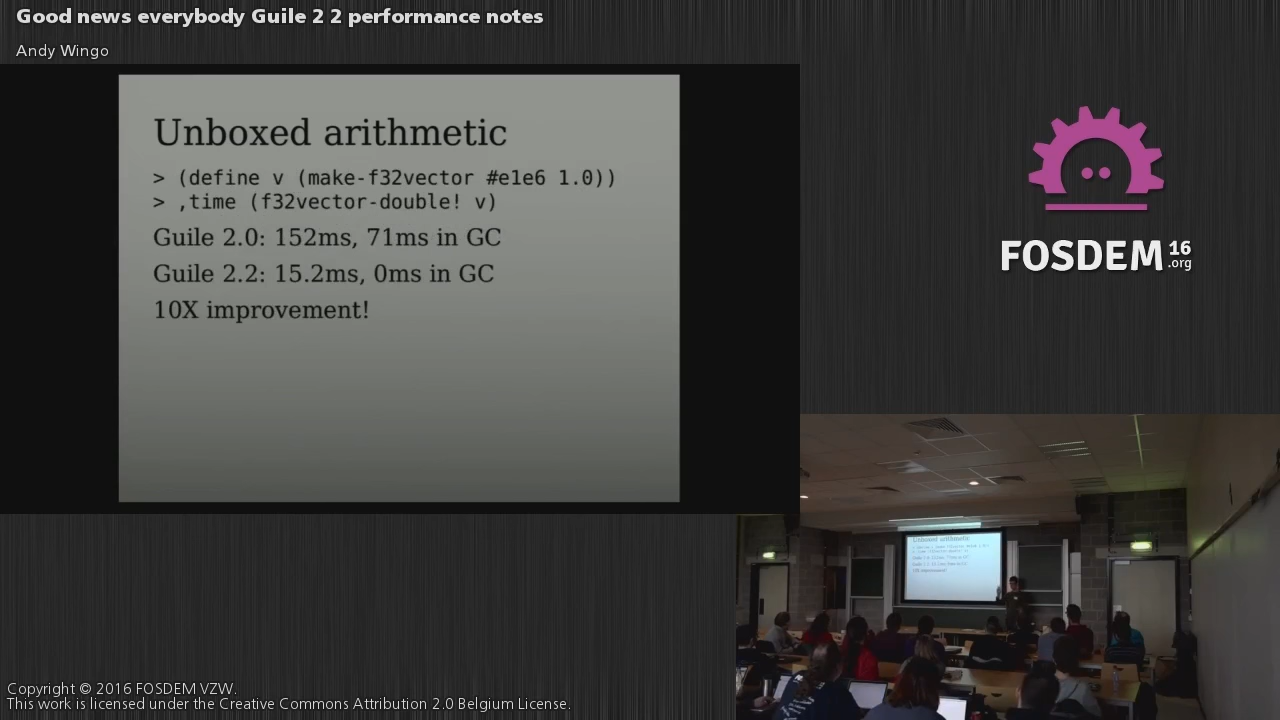 Good news everybody Guile 2 2 performance notes
Andy Wingo
Unboxed arithmetic
> (define v (make-f32vector #e1e6 1.0))
> ,time (f32vector-double! v)
Guile 2.0: 152ms, 71ms in GC
Guile 2.2: 15.2ms, 0ms in GC
10X improvement!
FOSDEM 16 .org
Unboxed arithmetic
Copyright © 2016 FOSDEM VZW.
This work is licensed under the Creative Commons Attribution 2.0 Belgium License.